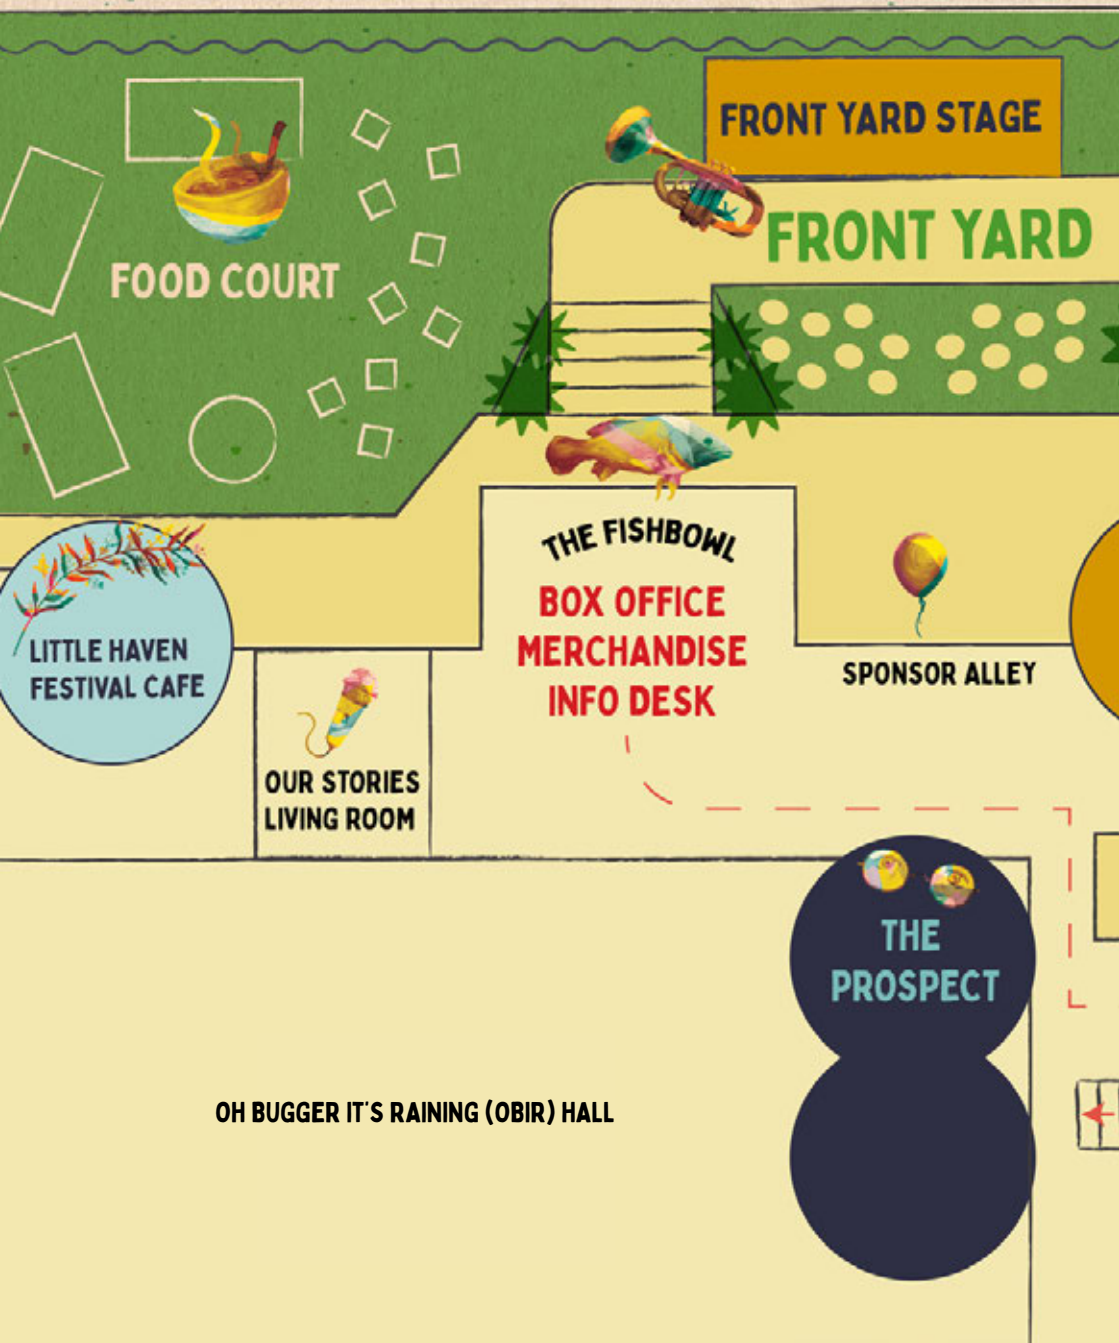 FRONT YARD STAGE
FRONT YARD
FOOD COURT
THE FISHBOWL
BOX OFFICE
MERCHANDISE
INFO DESK
LITTLE HAVEN
FESTIVAL CAFE
SPONSOR ALLEY
OUR STORIES
LIVING ROOM
THE
PROSPECT
OH BUGGER IT'S RAINING (OBIR) HALL